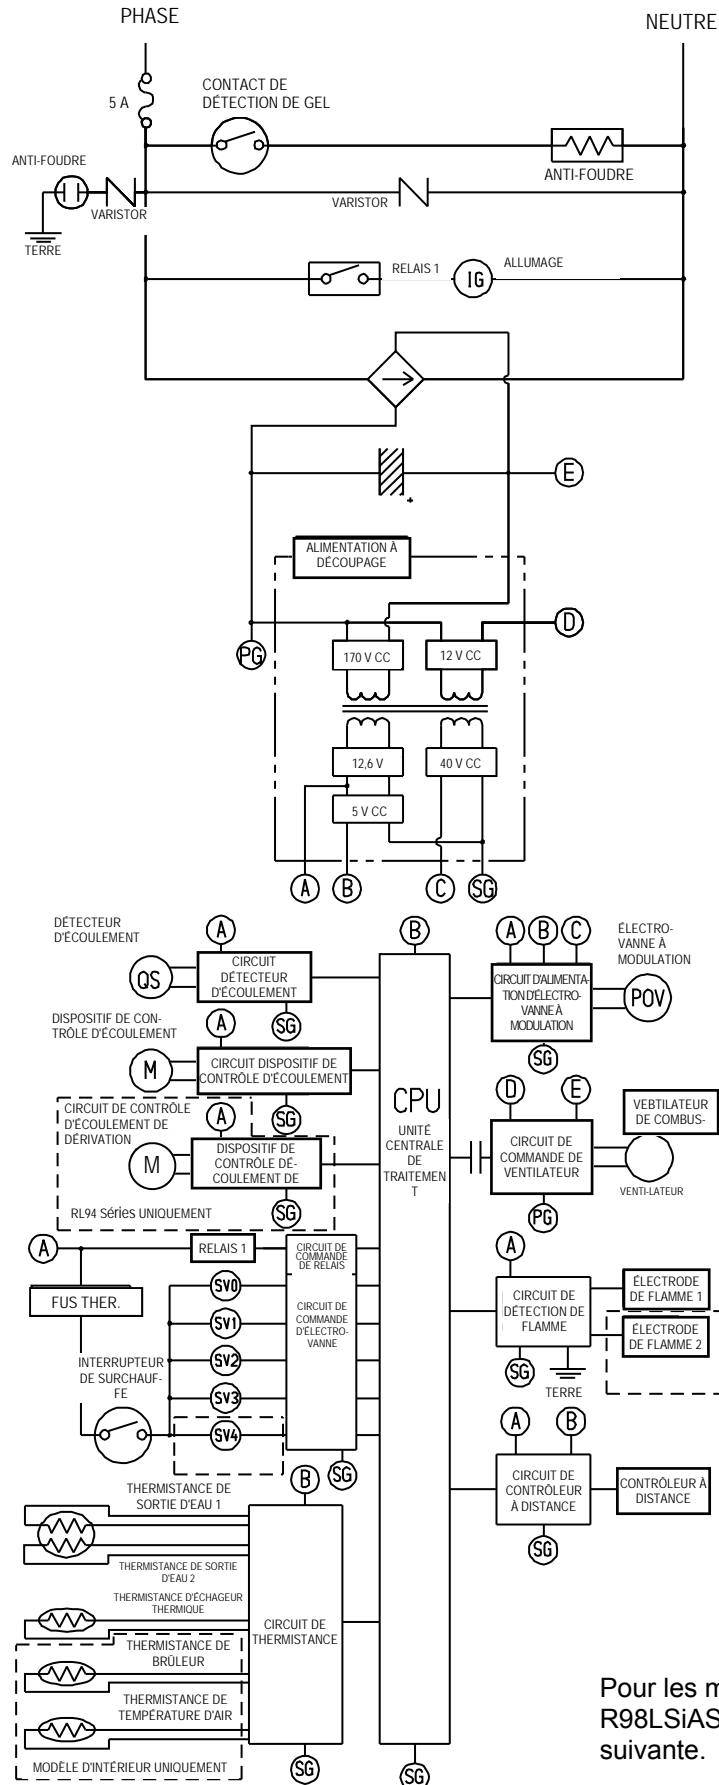 PHASE
NEUTRE
5 A
CONTACT DE
DÉTECTION DE GEL
ANTI-FOUDRE
ANTI-FOUDRE
VARISTOR
VARISTOR
TERRE
RELAIS 1
IG
ALLUMAGE
E
ALIMENTATION À
DÉCOUPAGE
PG
D
170 V CC
12 V CC
12,6 V
40 V CC
5 V CC
A
B
C
SG
DÉTECTEUR
D'ÉCOULEMENT
QS
A
CIRCUIT
DÉTECTEUR
D'ÉCOULEMENT
SG
DISPOSITIF DE CON-
TRÔLE D'ÉCOULEMENT
M
A
CIRCUIT DISPOSITIF DE
CONTRÔLE D'ÉCOULEMENT
SG
CIRCUIT DE CONTRÔLE
D'ÉCOULEMENT DE
DÉRIVATION
M
A
DISPOSITIF DE
CONTRÔLE DÉ-
COULEMENT DE
SG
RL94 Séries UNIQUEMENT
B
CPU
UNITÉ
CENTRALE
DE
TRAITEMEN
T
SG
A
B
C
ÉLECTRO-
VANNE À
MODULATION
CIRCUIT D'ALIMENTA-
TION D'ÉLECTRO-
VANNE À
MODULATION
POV
SG
D
E
CIRCUIT DE
COMMANDE DE
VENTILATEUR
VEBTILATEUR
DE COMBUS-
VENTI-LATEUR
PG
A
RELAIS 1
CIRCUIT DE
COMMANDE
DE RELAIS
FUS THER.
SV0
SV1
SV2
SV3
SV4
CIRCUIT DE
COMMANDE
D'ÉLECTRO-
VANNE
INTERRUPTEUR
DE SURCHAUF-
FE
SG
A
CIRCUIT DE
DÉTECTION DE
FLAMME
ÉLECTRODE
DE FLAMME 1
ÉLECTRODE
DE FLAMME 2
SG
TERRE
A
B
CIRCUIT DE
CONTRÔLEUR
À DISTANCE
CONTRÔLEUR À
DISTANCE
SG
THERMISTANCE DE
SORTIE D'EAU 1
B
THERMISTANCE DE SORTIE
D'EAU 2
THERMISTANCE D'ÉCHAGEUR
THERMIQUE
CIRCUIT DE
THERMISTANCE
THERMISTANCE DE
BRÛLEUR
THERMISTANCE DE
TEMPÉRATURE D'AIR
MODÈLE D'INTÉRIEUR UNIQUEMENT
SG
Pour les m
R98LSiAS
suivante.